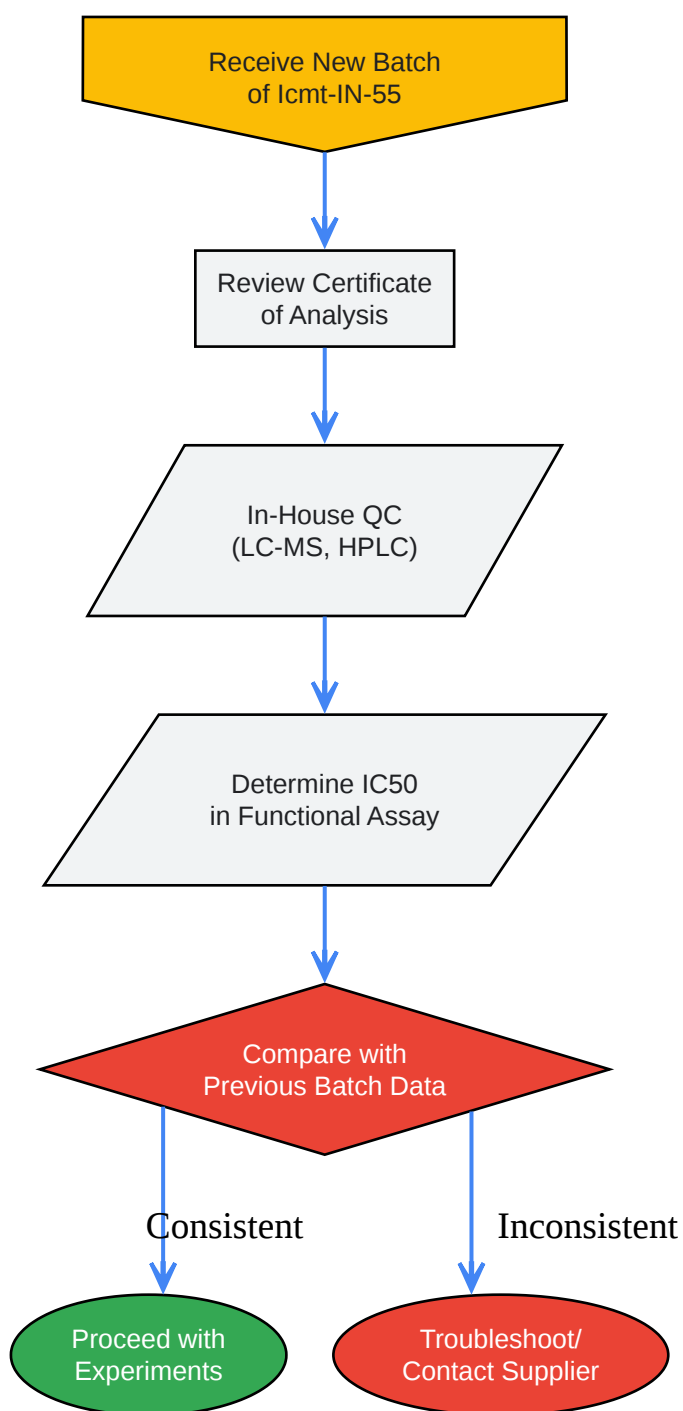 Receive New Batch
of Icmt-IN-55
Review Certificate
of Analysis
In-House QC
(LC-MS, HPLC)
Determine IC50
in Functional Assay
Compare with
Previous Batch Data
Consistent
Inconsistent
Proceed with
Experiments
Troubleshoot/
Contact Supplier